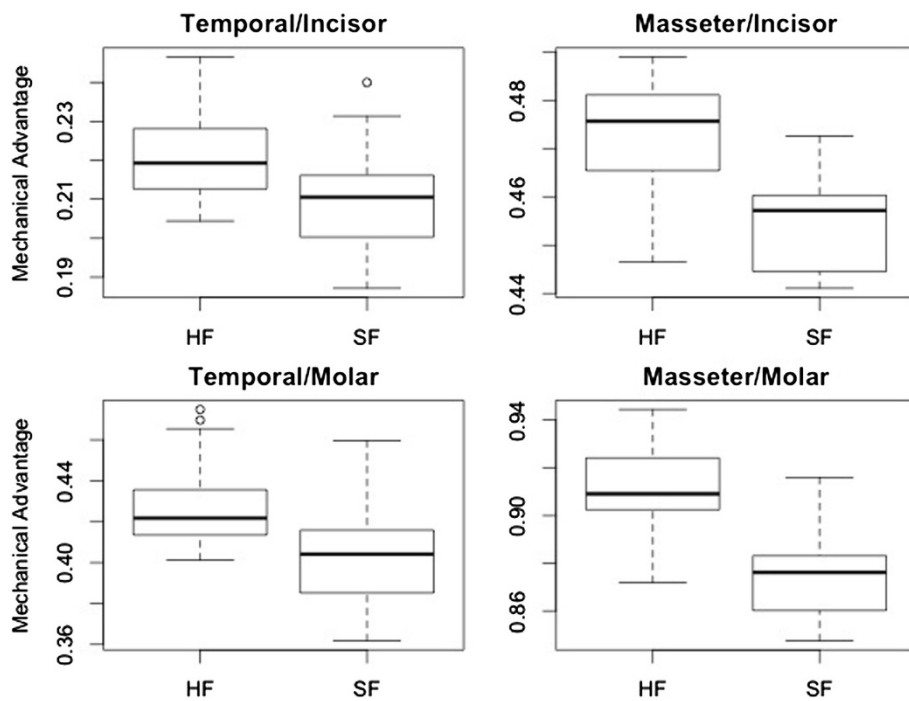 Temporal/Incisor
Mechanical Advantage
0.23
0.21
0.19
HF SF
Masseter/Incisor
0.48
0.46
0.44
HF SF
Temporal/Molar
Mechanical Advantage
0.44
0.40
0.36
HF SF
Masseter/Molar
0.94
0.90
0.86
HF SF